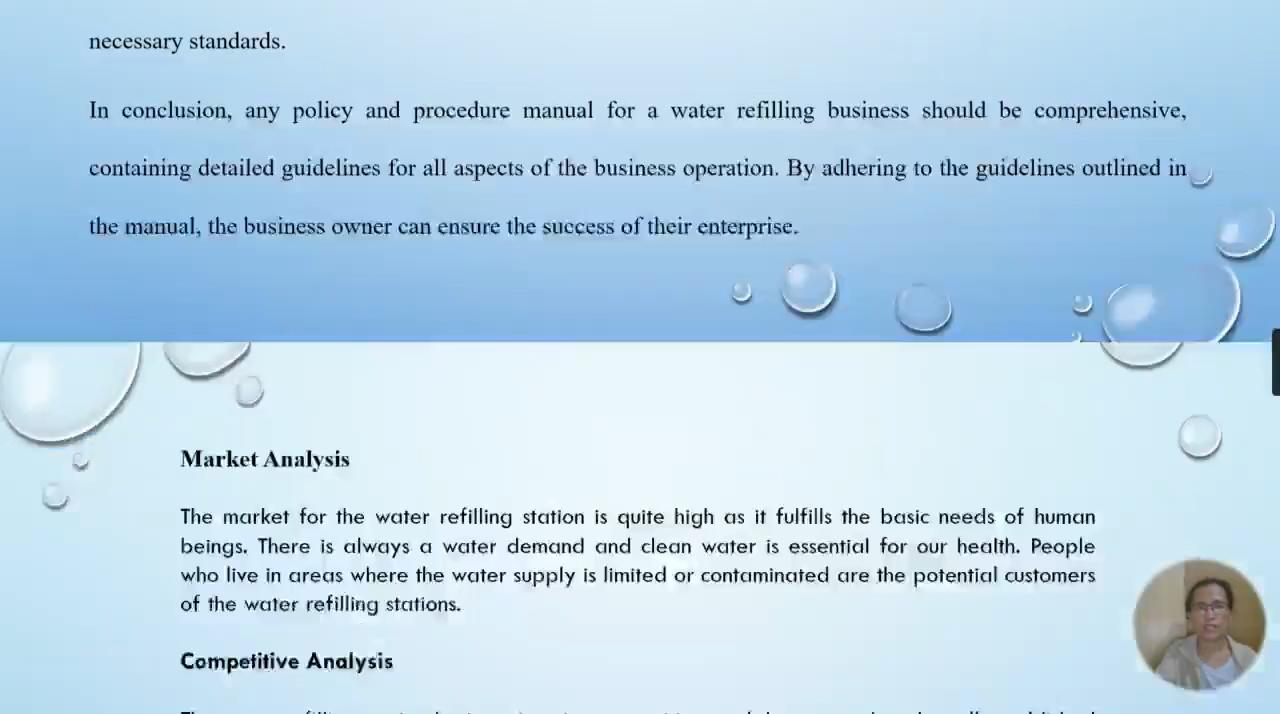 necessary standards.
In conclusion, any policy and procedure manual for a water refilling business should be comprehensive,
containing detailed guidelines for all aspects of the business operation. By adhering to the guidelines outlined in
the manual, the business owner can ensure the success of their enterprise.
Market Analysis
The market for the water refilling station is quite high as it fulfills the basic needs of human
beings. There is always a water demand and clean water is essential for our health. People
who live in areas where the water supply is limited or contaminated are the potential customers
of the water refilling stations.
Competitive Analysis